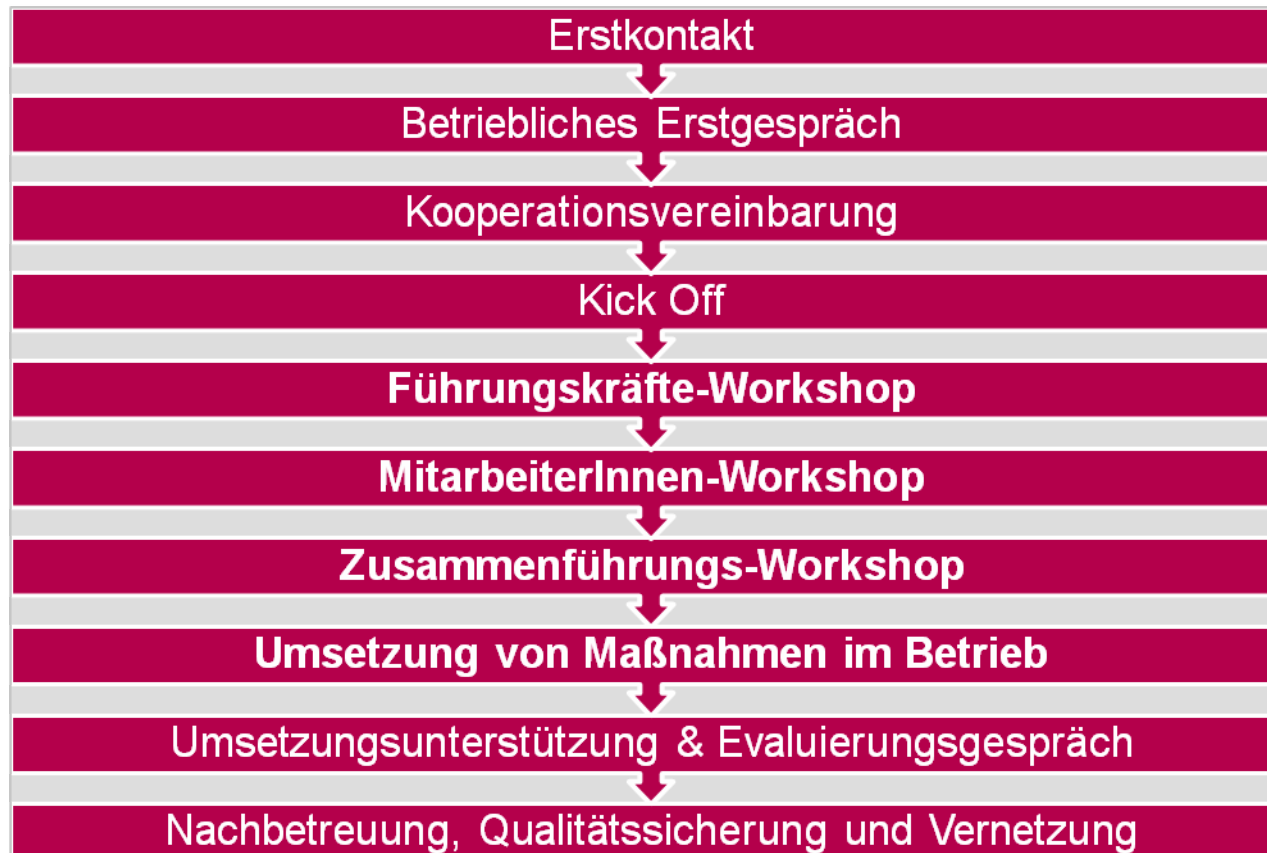 Erstkontakt
Betriebliches Erstgespräch
Kooperationsvereinbarung
Kick Off
Führungskräfte-Workshop
MitarbeiterInnen-Workshop
Zusammenführungs-Workshop
Umsetzung von Maßnahmen im Betrieb
Umsetzungsunterstützung & Evaluierungsgespräch
Nachbetreuung, Qualitätssicherung und Vernetzung